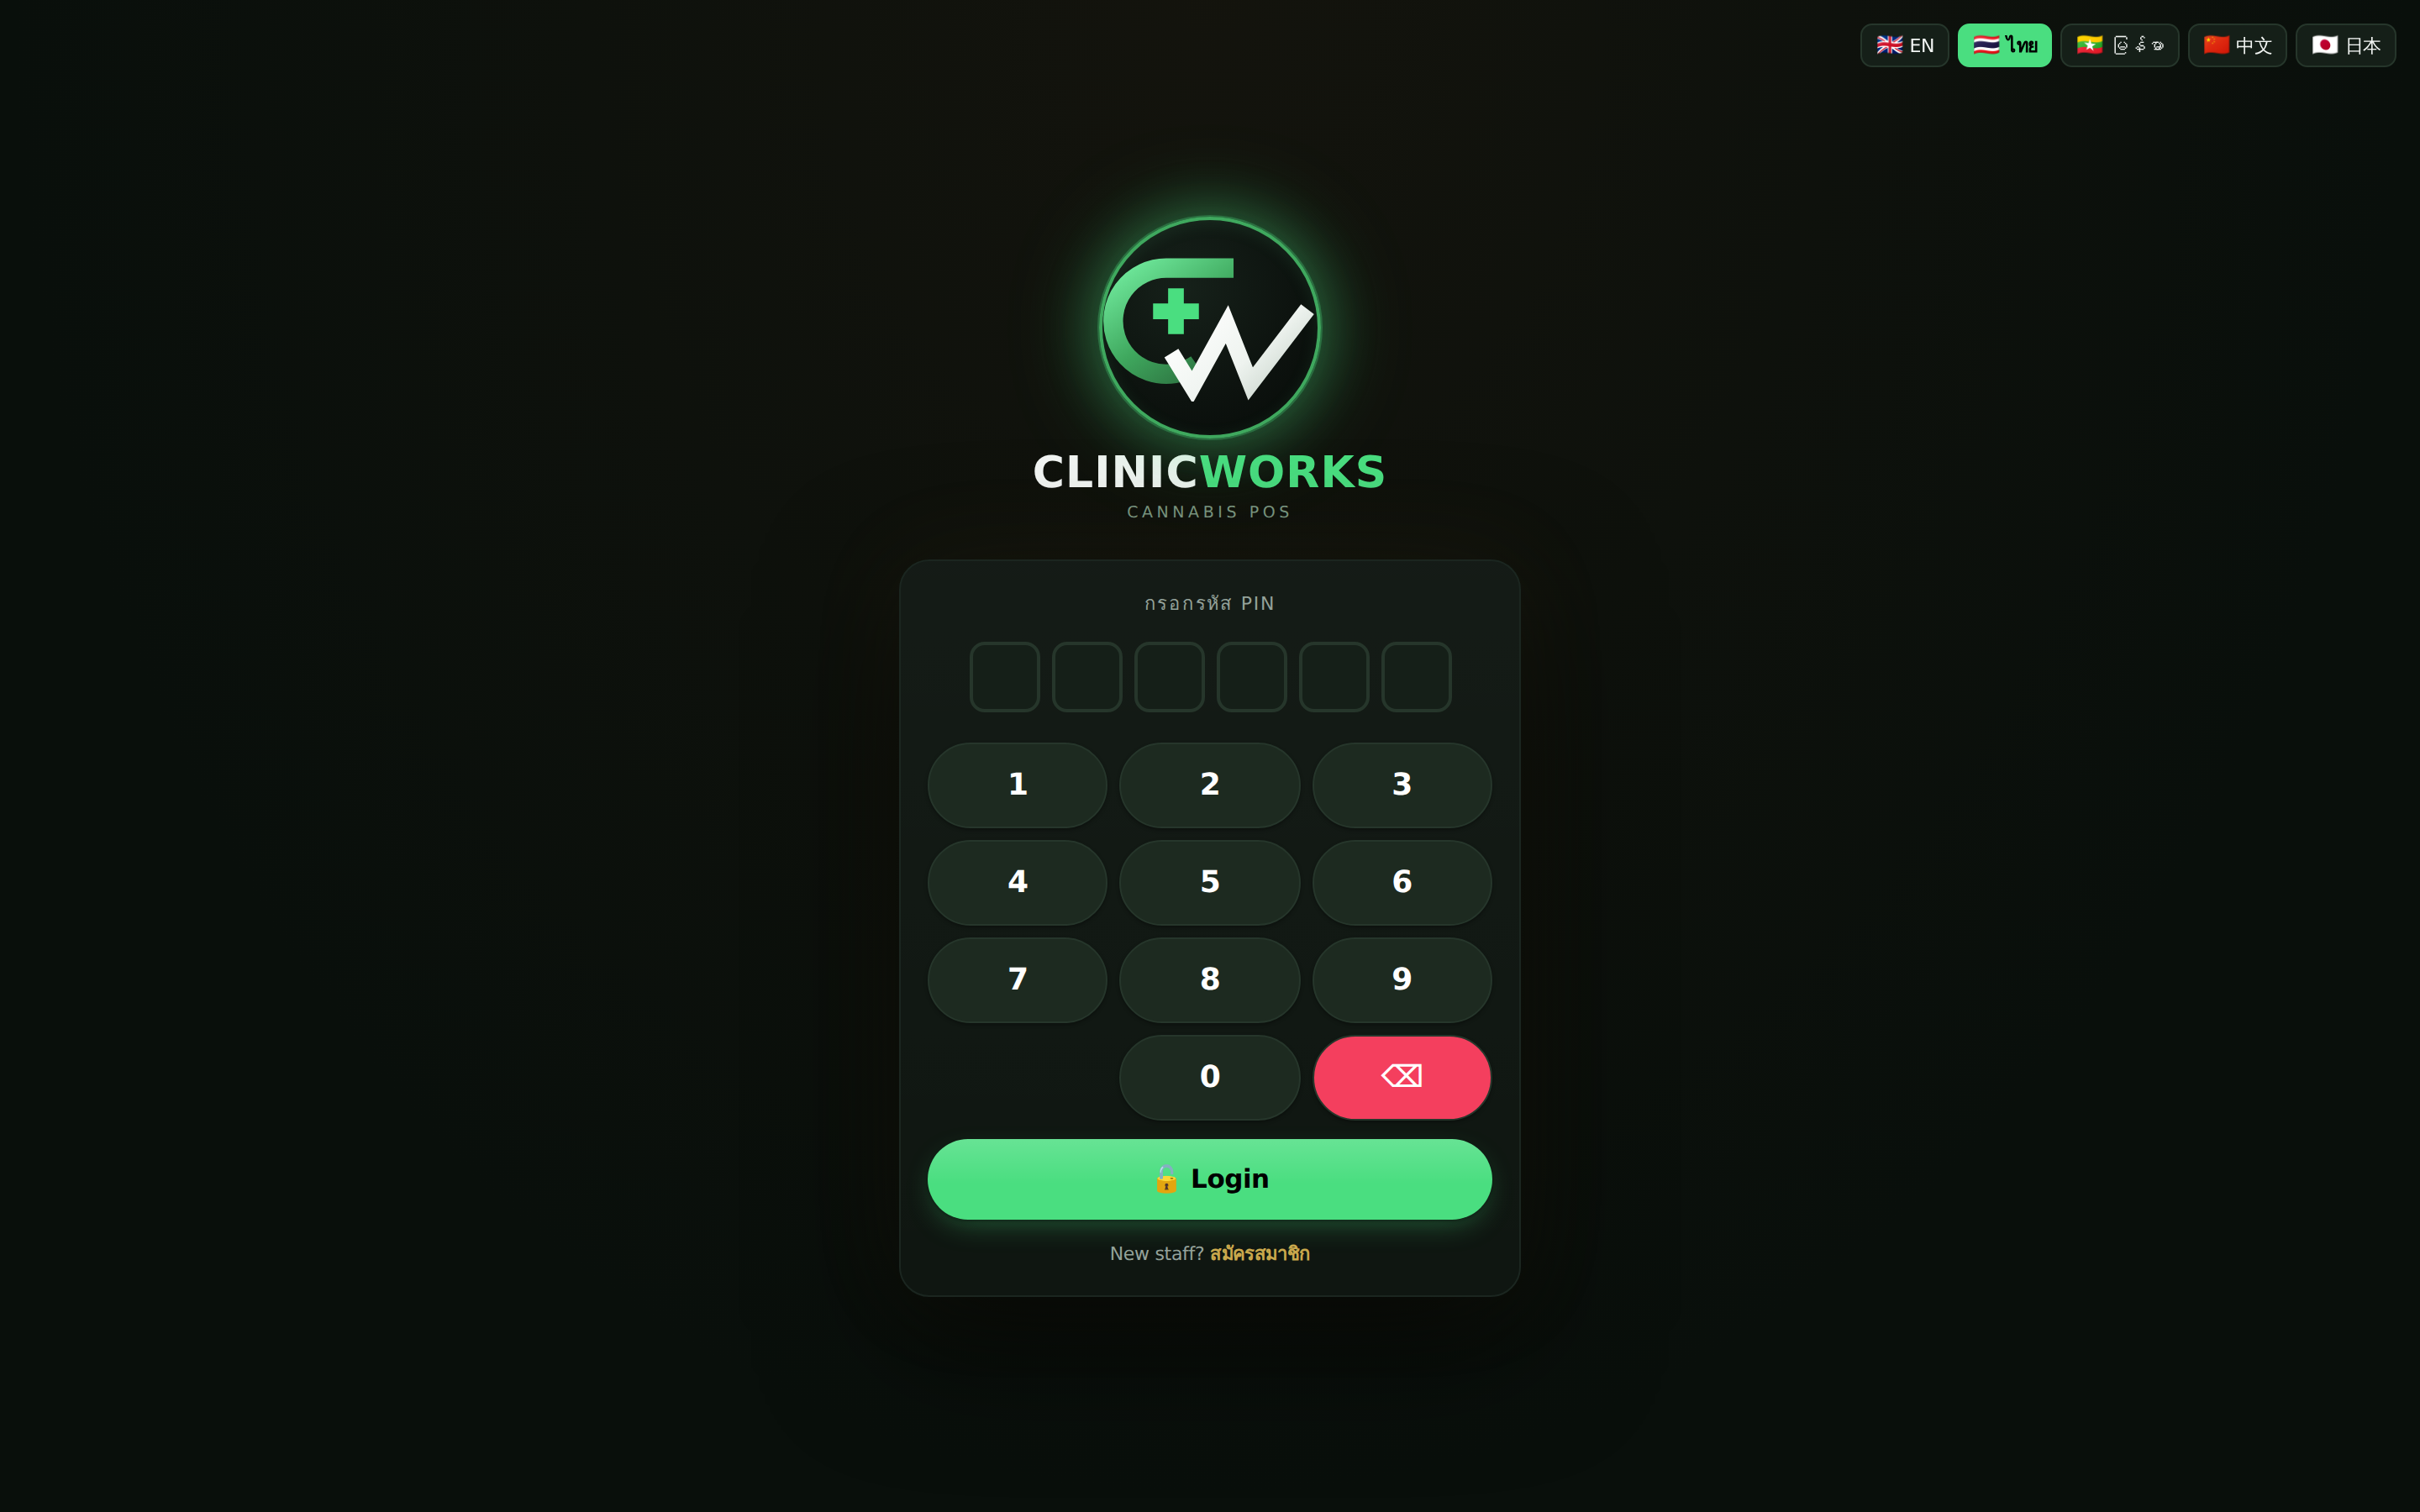 EN ไทย မြန်မာ 中文 日本
CW
CLINICWORKS
CANNABIS POS
กรอกรหัส PIN
1 2 3
4 5 6
7 8 9
0 ⌫
Login
New staff? สมัครสมาชิก